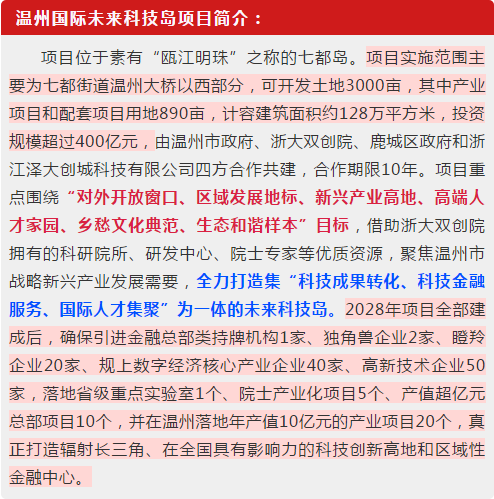 温州国际未来科技岛项目简介：
项目位于素有“瓯江明珠”之称的七都岛。项目实施范围主
要为七都街道温州大桥以西部分，可开发土地3000亩，其中产业
项目和配套项目用地890亩，计容建筑面积约128万平方米，投资
规模超过400亿元，由温州市政府、浙大双创院、鹿城区政府和浙
江泽大创城科技有限公司四方合作共建，合作期限10年。项目重
点围绕“对外开放窗口、区域发展地标、新兴产业高地、高端人
才家园、乡愁文化典范、生态和谐样本”目标，借助浙大双创院
拥有的科研院所、研发中心、院士专家等优质资源，聚焦温州市
战略新兴产业发展需要，全力打造集“科技成果转化、科技金融
服务、国际人才集聚”为一体的未来科技岛。2028年项目全部建
成后，确保引进金融总部类持牌机构1家、独角兽企业2家、瞪羚
企业20家、规上数字经济核心产业企业40家、高新技术企业50
家，落地省级重点实验室1个、院士产业化项目5个、产值超亿元
总部项目10个，并在温州落地年产值10亿元的产业项目20个，真
正打造辐射长三角、在全国具有影响力的科技创新高地和区域性
金融中心。